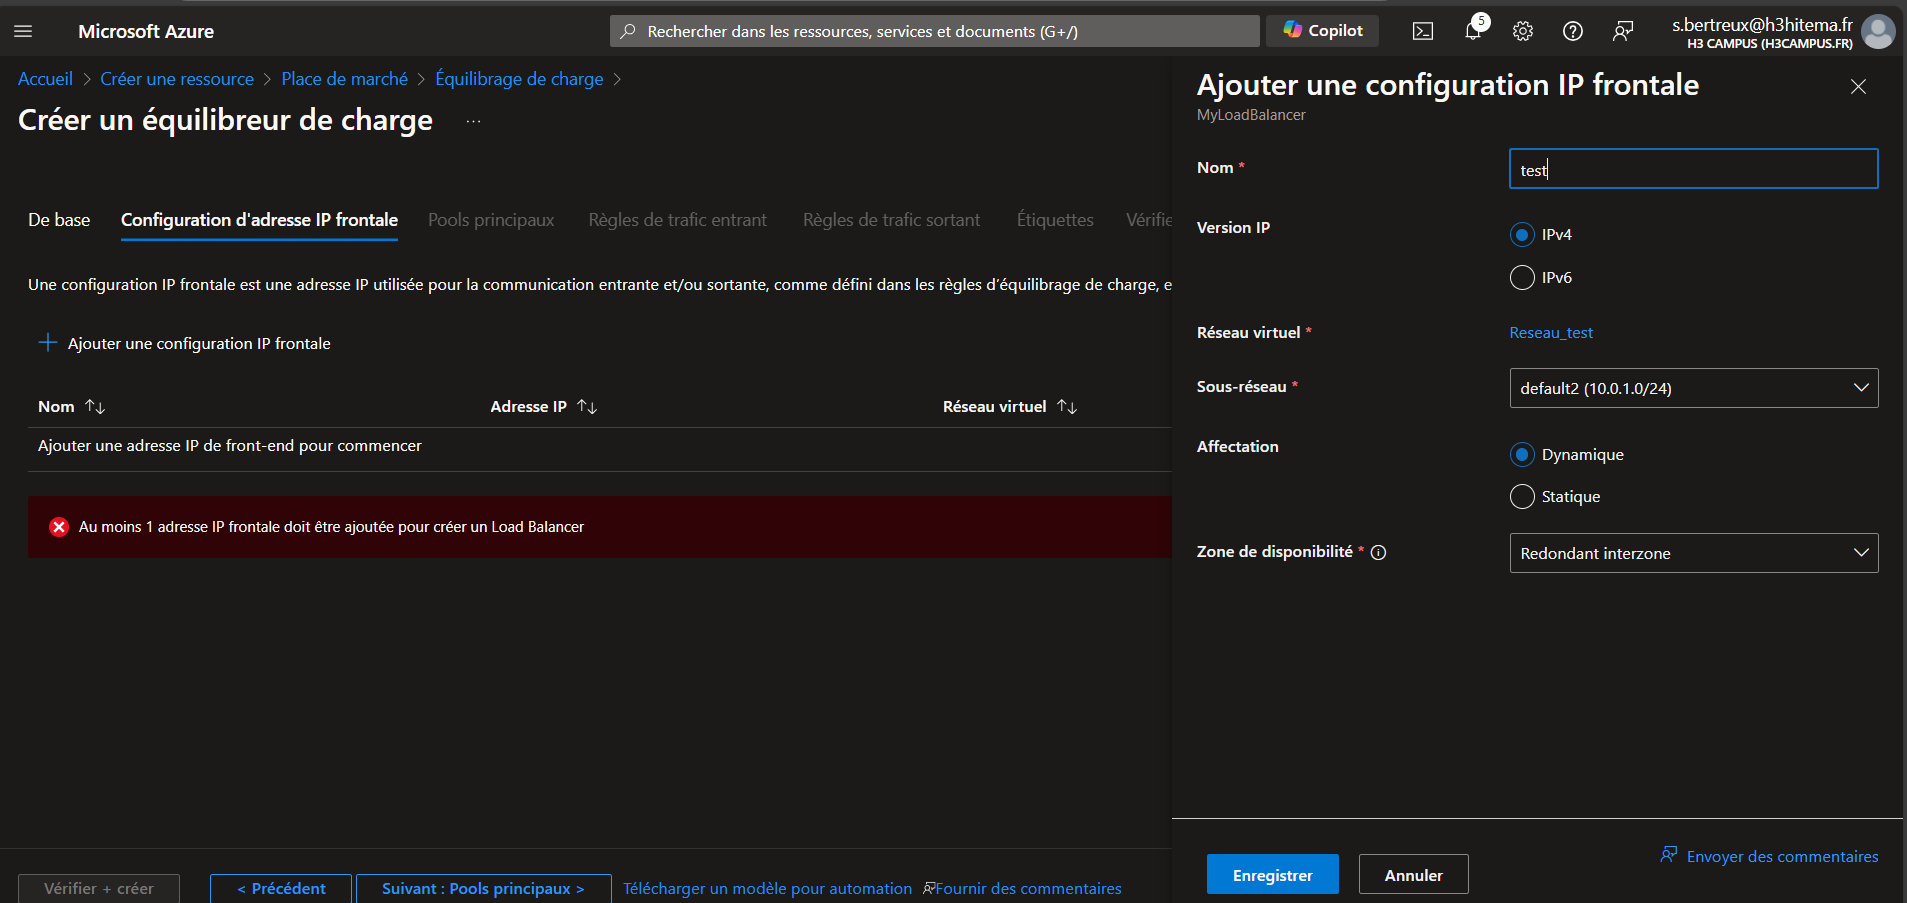 Microsoft Azure
Rechercher dans les ressources, services et documents (G+/)
Copilot
5
s.bertreux@h3hitema.fr
H3 CAMPUS (H3CAMPUS.FR)
Accueil > Créer une ressource > Place de marché > Équilibrage de charge >
Créer un équilibreur de charge ...
De base
Configuration d'adresse IP frontale
Pools principaux
Règles de trafic entrant
Règles de trafic sortant
Étiquettes
Vérifie
Une configuration IP frontale est une adresse IP utilisée pour la communication entrante et/ou sortante, comme défini dans les règles d'équilibrage de charge, e
+ Ajouter une configuration IP frontale
Nom ↑↓
Adresse IP ↑↓
Réseau virtuel ↑↓
Ajouter une adresse IP de front-end pour commencer
Au moins 1 adresse IP frontale doit être ajoutée pour créer un Load Balancer
Vérifier + créer
< Précédent
Suivant : Pools principaux >
Télécharger un modèle pour automation
Fournir des commentaires
Ajouter une configuration IP frontale
MyLoadBalancer
Nom *
test
Version IP
IPv4
IPv6
Réseau virtuel *
Reseau_test
Sous-réseau *
default2 (10.0.1.0/24)
Affectation
Dynamique
Statique
Zone de disponibilité *
Redondant interzone
Enregistrer
Annuler
Envoyer des commentaires